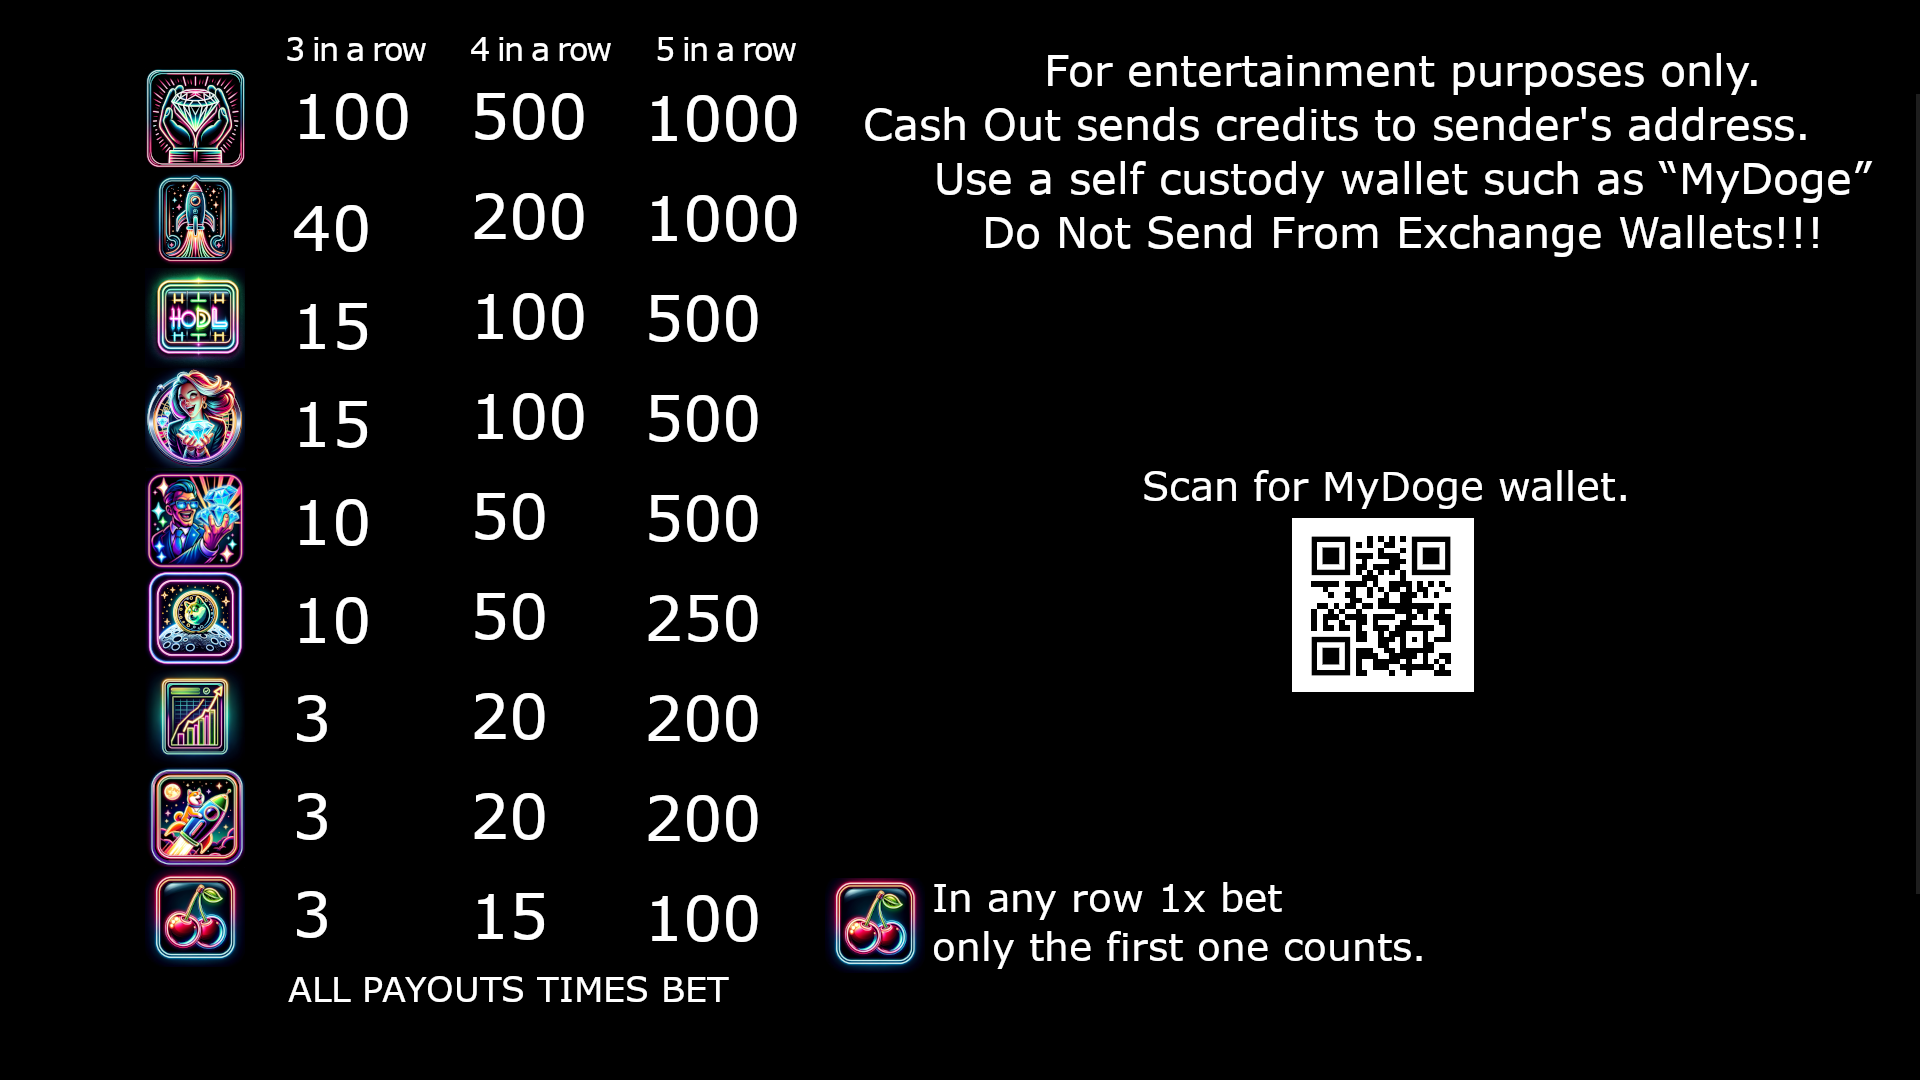 3 in a row 4 in a row 5 in a row
100 500 1000
40 200 1000
HODL
15 100 500
15 100 500
10 50 500
10 50 250
3 20 200
3 20 200
3 15 100
ALL PAYOUTS TIMES BET
For entertainment purposes only.
Cash Out sends credits to sender's address.
Use a self custody wallet such as “MyDoge”
Do Not Send From Exchange Wallets!!!
Scan for MyDoge wallet.
In any row 1x bet
only the first one counts.